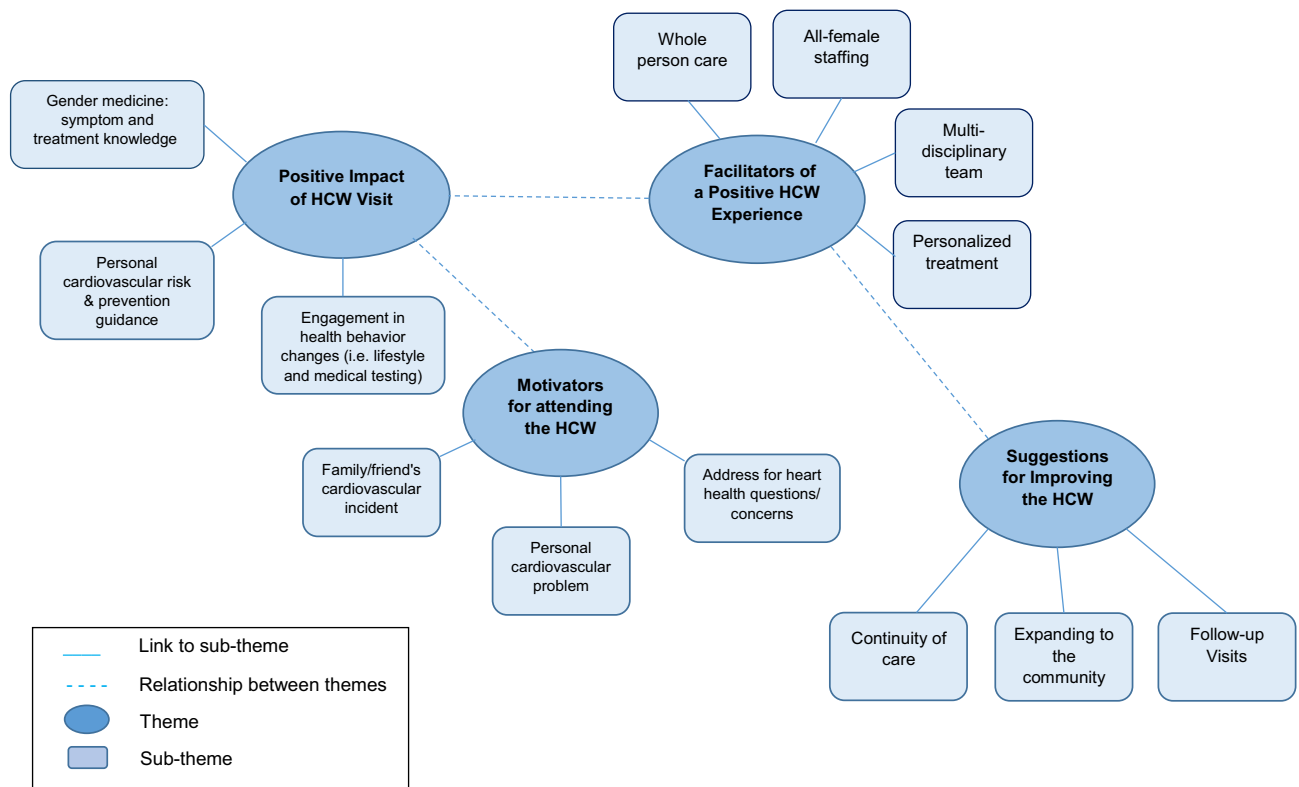 Whole
person care
All-female
staffing
Gender medicine:
symptom and
treatment knowledge
Positive Impact
of HCW Visit
Facilitators of
a Positive HCW
Experience
Multi-
disciplinary
team
Personal
cardiovascular risk
& prevention
guidance
Personalized
treatment
Engagement in
health behavior
changes (i.e. lifestyle
and medical testing)
Motivators
for attending
the HCW
Family/friend's
cardiovascular
incident
Address for heart
health questions/
concerns
Personal
cardiovascular
problem
Suggestions
for Improving
the HCW
Continuity of
care
Expanding to
the
community
Follow-up
Visits
Link to sub-theme
Relationship between themes
Theme
Sub-theme